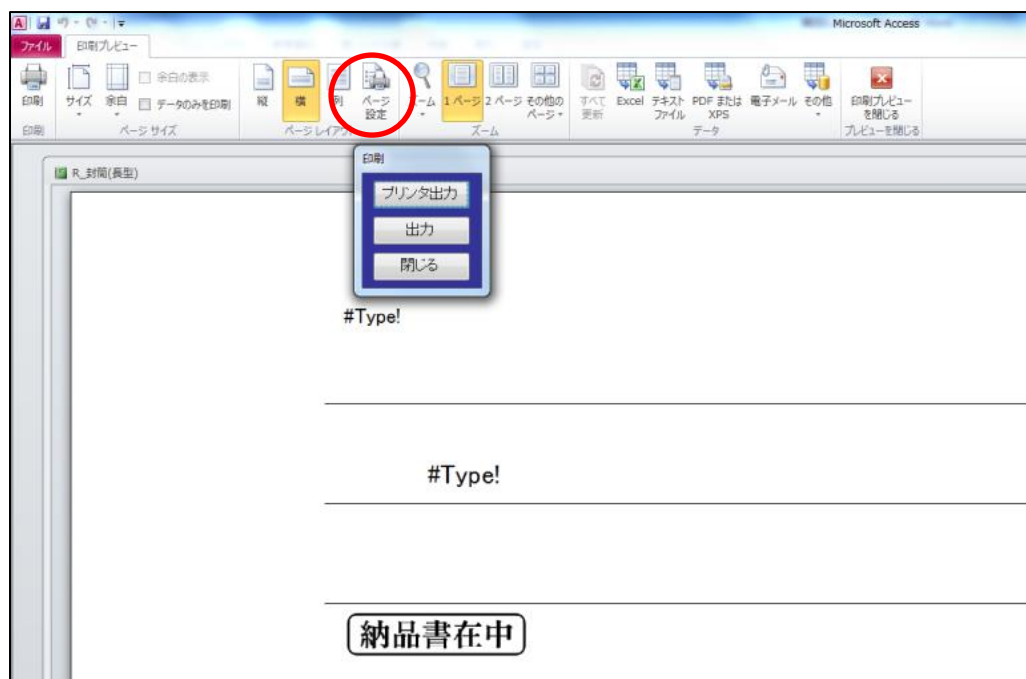 Microsoft Access
ファイル 印刷プレビュー
印刷
サイズ
余白
余白の表示
データのみを印刷
縦
横
列
ページ
設定
ズーム
1 ページ
2 ページ
その他の
ページ
すべて
更新
Excel
テキスト
ファイル
PDF または
XPS
電子メール
その他
印刷プレビュー
を閉じる
印刷
ページ サイズ
ページ レイアウト
ズーム
データ
プレビューを閉じる
R_封筒(長型)
印刷
プリンタ出力
出力
閉じる
#Type!
#Type!
納品書在中